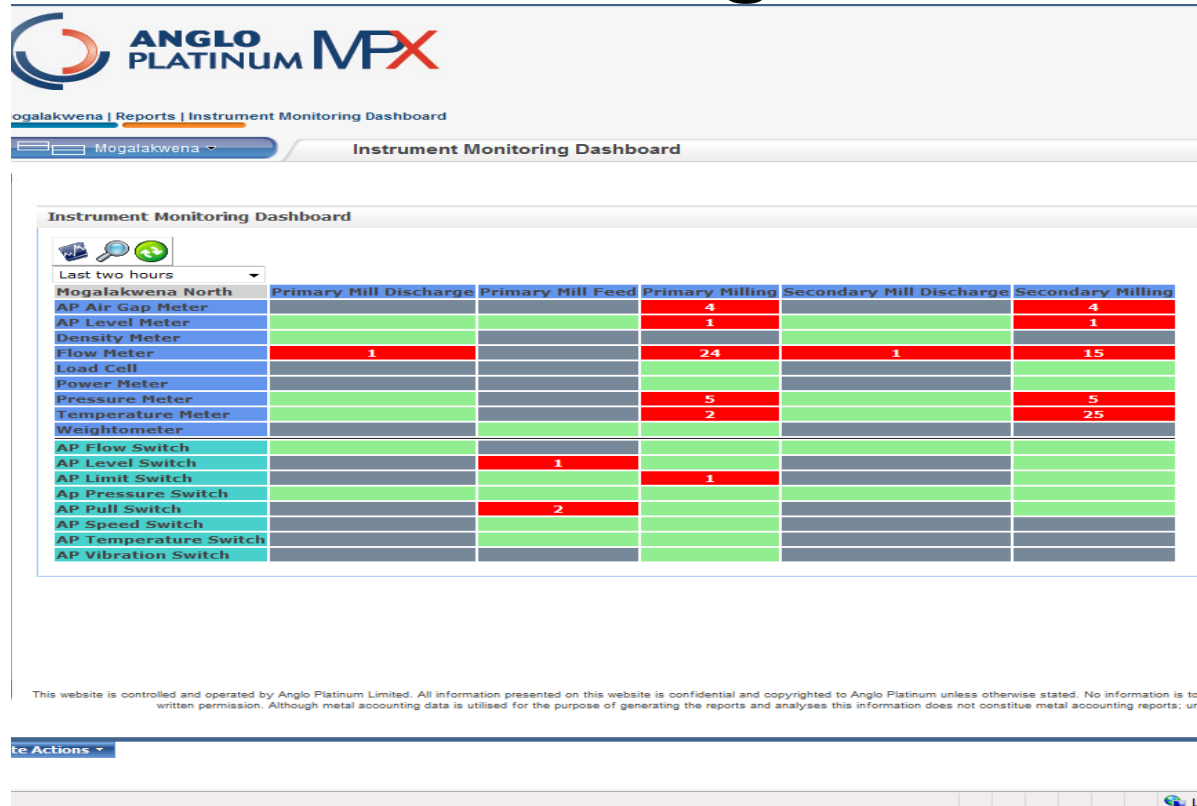 ANGLO
PLATINUM MPX
ogalakwena | Reports | Instrument Monitoring Dashboard
Mogalakwena
Instrument Monitoring Dashboard
Instrument Monitoring Dashboard
Last two hours
Mogalakwena North Primary Mill Discharge Primary Mill Feed Primary Milling Secondary Mill Discharge Secondary Milling
AP Air Gap Meter 4 4
AP Level Meter 1 1
Density Meter
Flow Meter 1 24 1 15
Load Cell
Power Meter
Pressure Meter 5 5
Temperature Meter 2 25
Weightometer
AP Flow Switch
AP Level Switch 1
AP Limit Switch 1
Ap Pressure Switch
AP Pull Switch 2
AP Speed Switch
AP Temperature Switch
AP Vibration Switch
This website is controlled and operated by Anglo Platinum Limited. All information presented on this website is confidential and copyrighted to Anglo Platinum unless otherwise stated. No information is to
written permission. Although metal accounting data is utilised for the purpose of generating the reports and analyses this information does not constitue metal accounting reports; un
te Actions